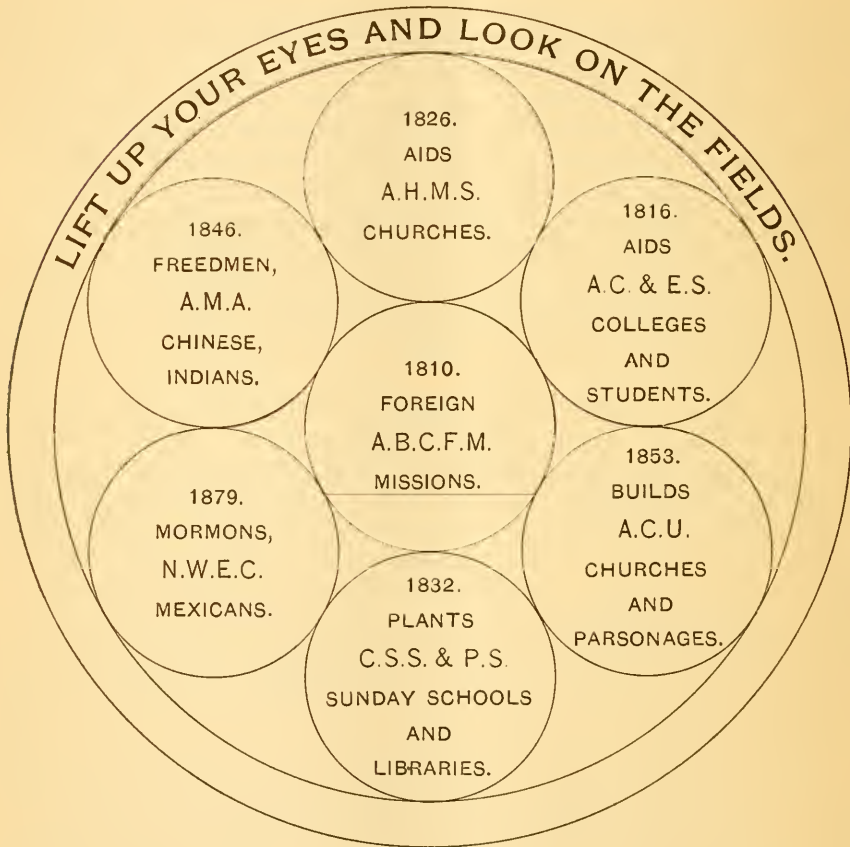 LIFT UP YOUR EYES AND LOOK ON THE FIELDS.
1826.
AIDS
A.H.M.S.
CHURCHES.
1846.
FREEDMEN,
A.M.A.
CHINESE,
INDIANS.
1816.
AIDS
A.C. & E.S.
COLLEGES
AND
STUDENTS.
1810.
FOREIGN
A.B.C.F.M.
MISSIONS.
1879.
MORMONS,
N.W.E.C.
MEXICANS.
1853.
BUILDS
A.C.U.
CHURCHES
AND
PARSONAGES.
1832.
PLANTS
C.S.S. & P.S.
SUNDAY SCHOOLS
AND
LIBRARIES.